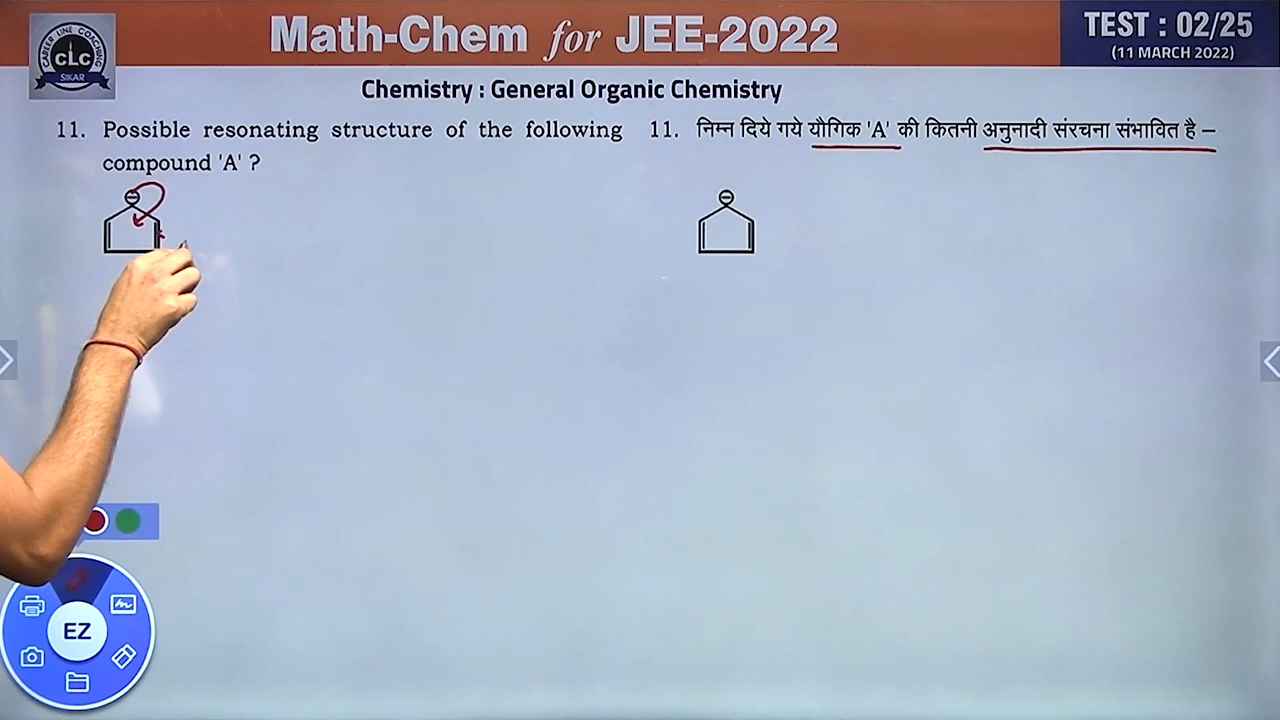 CAREER LINE COACHING
CLC
SIKAR
Math-Chem for JEE-2022
TEST : 02/25
(11 MARCH 2022)
Chemistry : General Organic Chemistry
11. Possible resonating structure of the following
compound 'A' ?
11. निम्न दिये गये यौगिक 'A' की कितनी अनुनादी संरचना संभावित है –
EZ